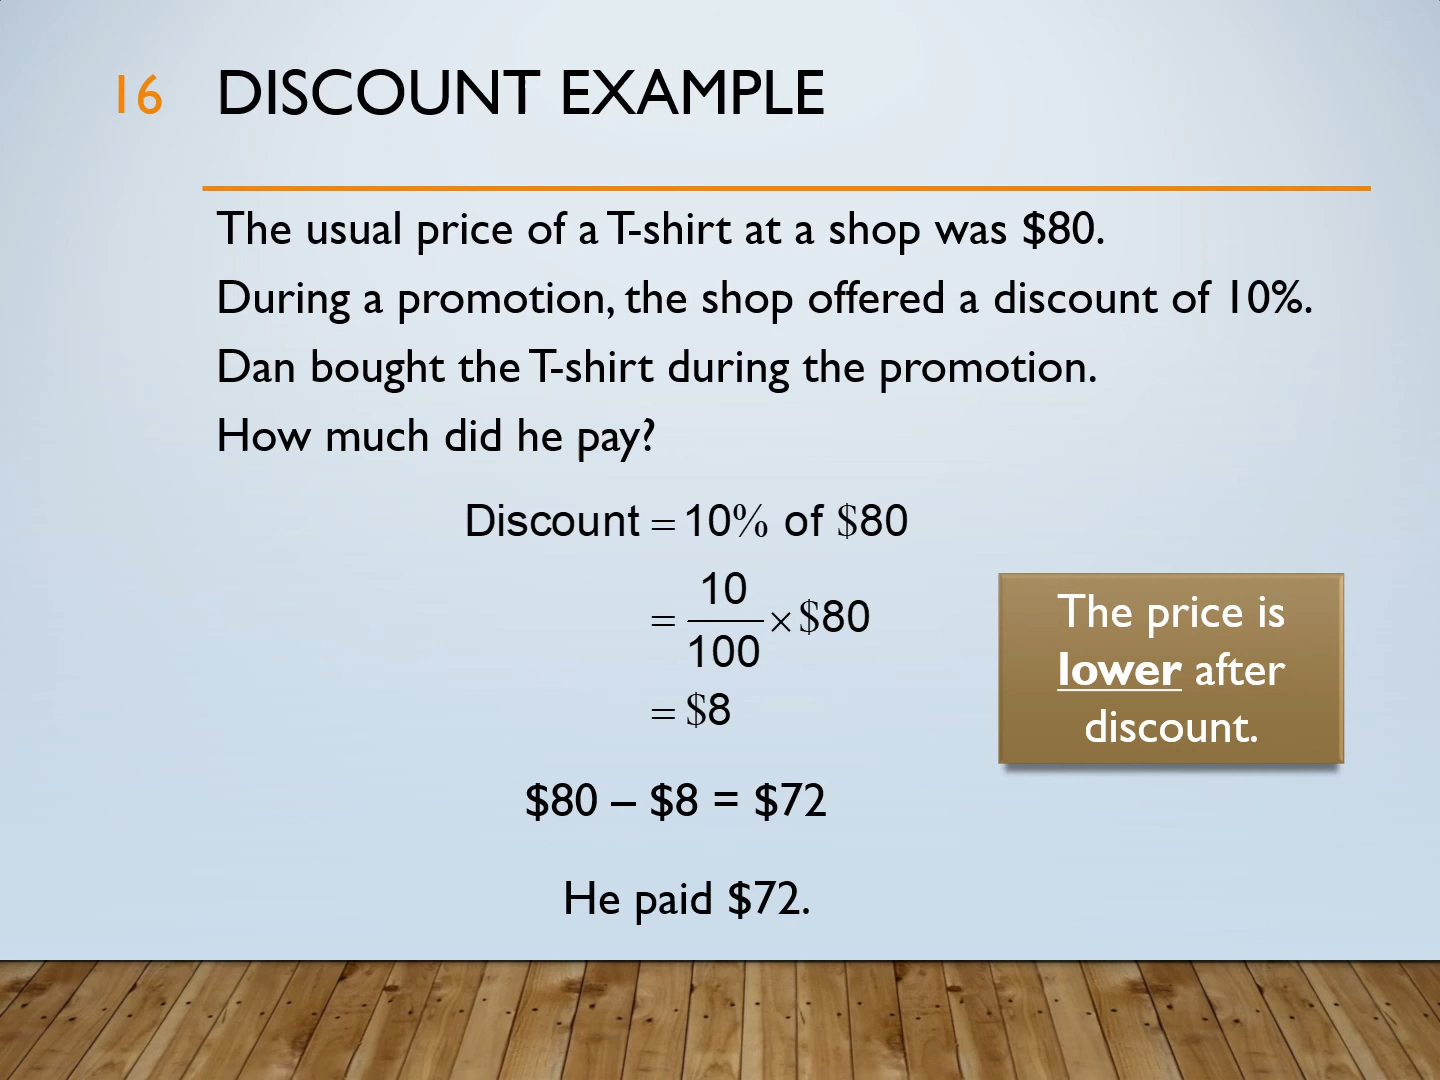 16 DISCOUNT EXAMPLE
The usual price of a T-shirt at a shop was $80.
During a promotion, the shop offered a discount of 10%.
Dan bought the T-shirt during the promotion.
How much did he pay?
Discount = 10% of $80
= 10/100 × $80
= $8
The price is
lower after
discount.
$80 – $8 = $72
He paid $72.